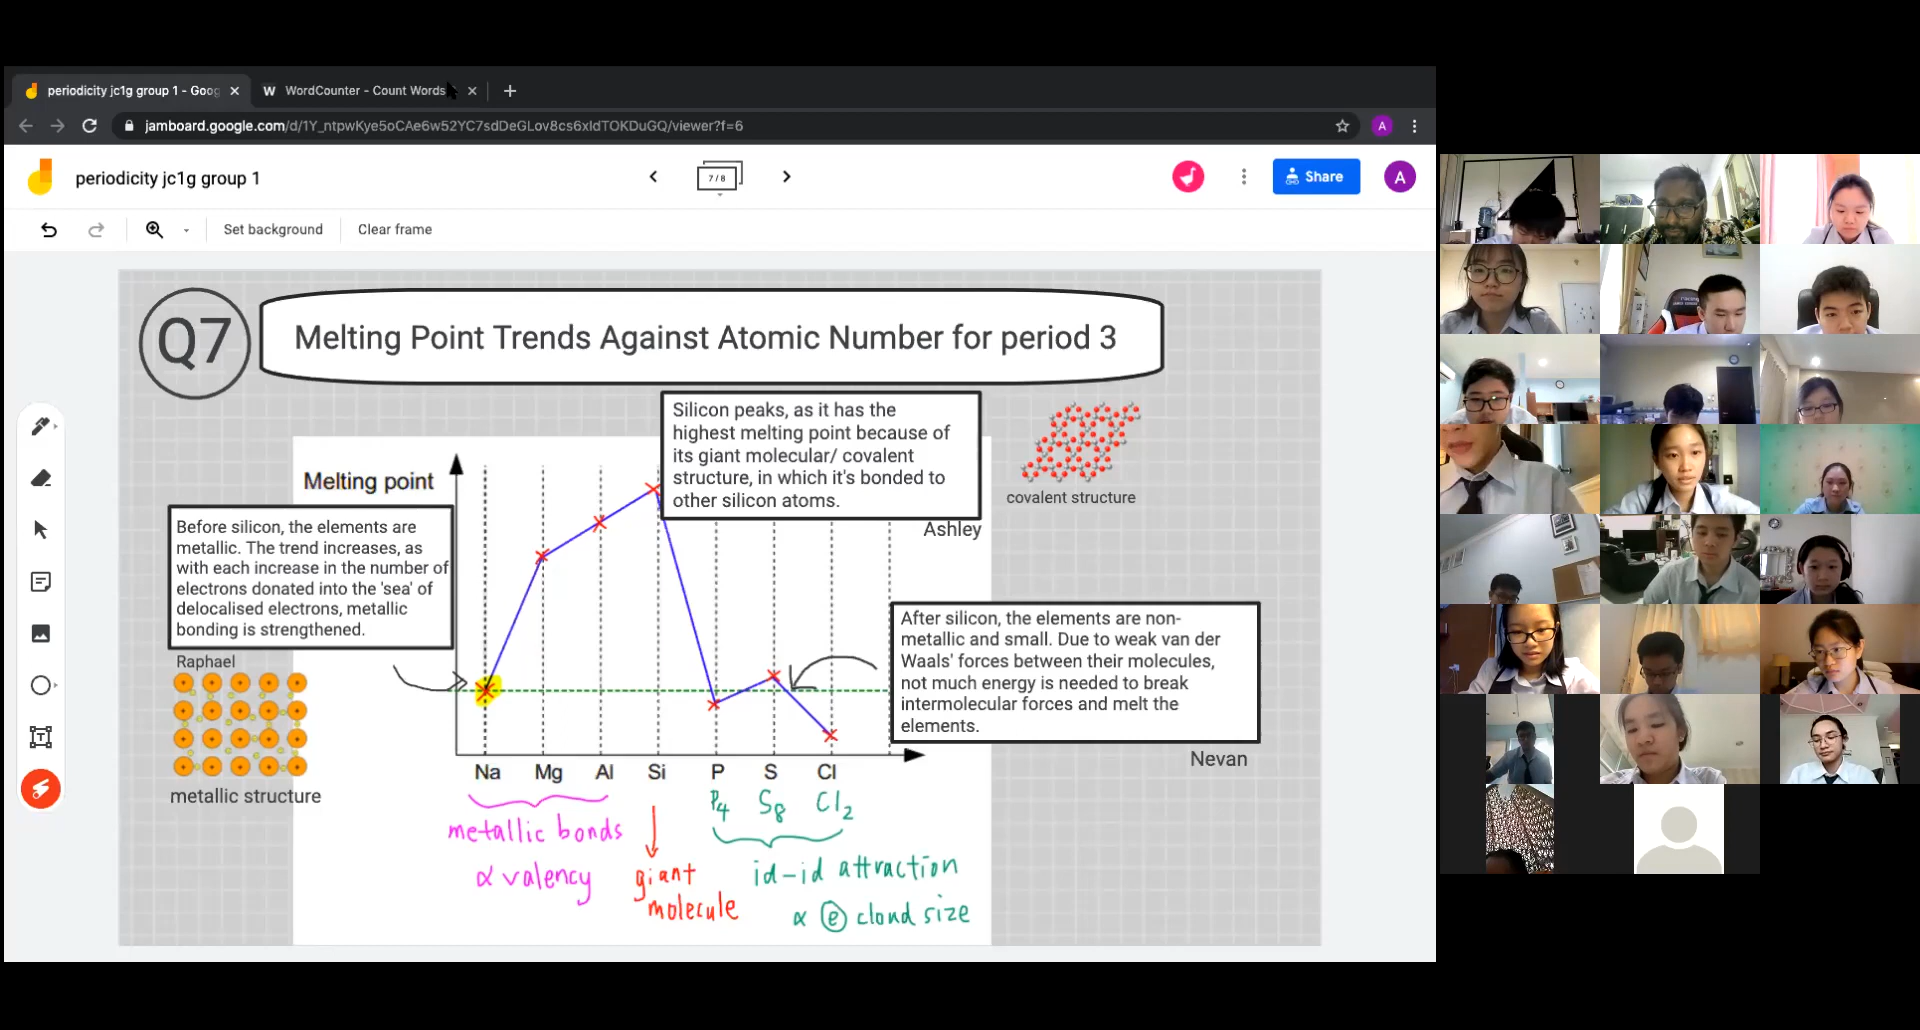 periodicity jc1g group 1 - Goog
W WordCounter - Count Words
jamboard.google.com/d/1Y_ntpwKye5oCAe6w52YC7sdDeGLov8cs6xIdTOKDuGQ/viewer?f=6
A
periodicity jc1g group 1
7 / 8
Share
A
Set background
Clear frame
Q7
Melting Point Trends Against Atomic Number for period 3
Silicon peaks, as it has the
highest melting point because of
its giant molecular/ covalent
structure, in which it's bonded to
other silicon atoms.
Ashley
covalent structure
Melting point
Before silicon, the elements are
metallic. The trend increases, as
with each increase in the number of
electrons donated into the 'sea' of
delocalised electrons, metallic
bonding is strengthened.
Raphael
metallic structure
After silicon, the elements are non-
metallic and small. Due to weak van der
Waals' forces between their molecules,
not much energy is needed to break
intermolecular forces and melt the
elements.
Nevan
Na Mg Al Si P S Cl
P4 S8 Cl2
metallic bonds
∝ valency
giant
molecule
id-id attraction
∝ e cloud size